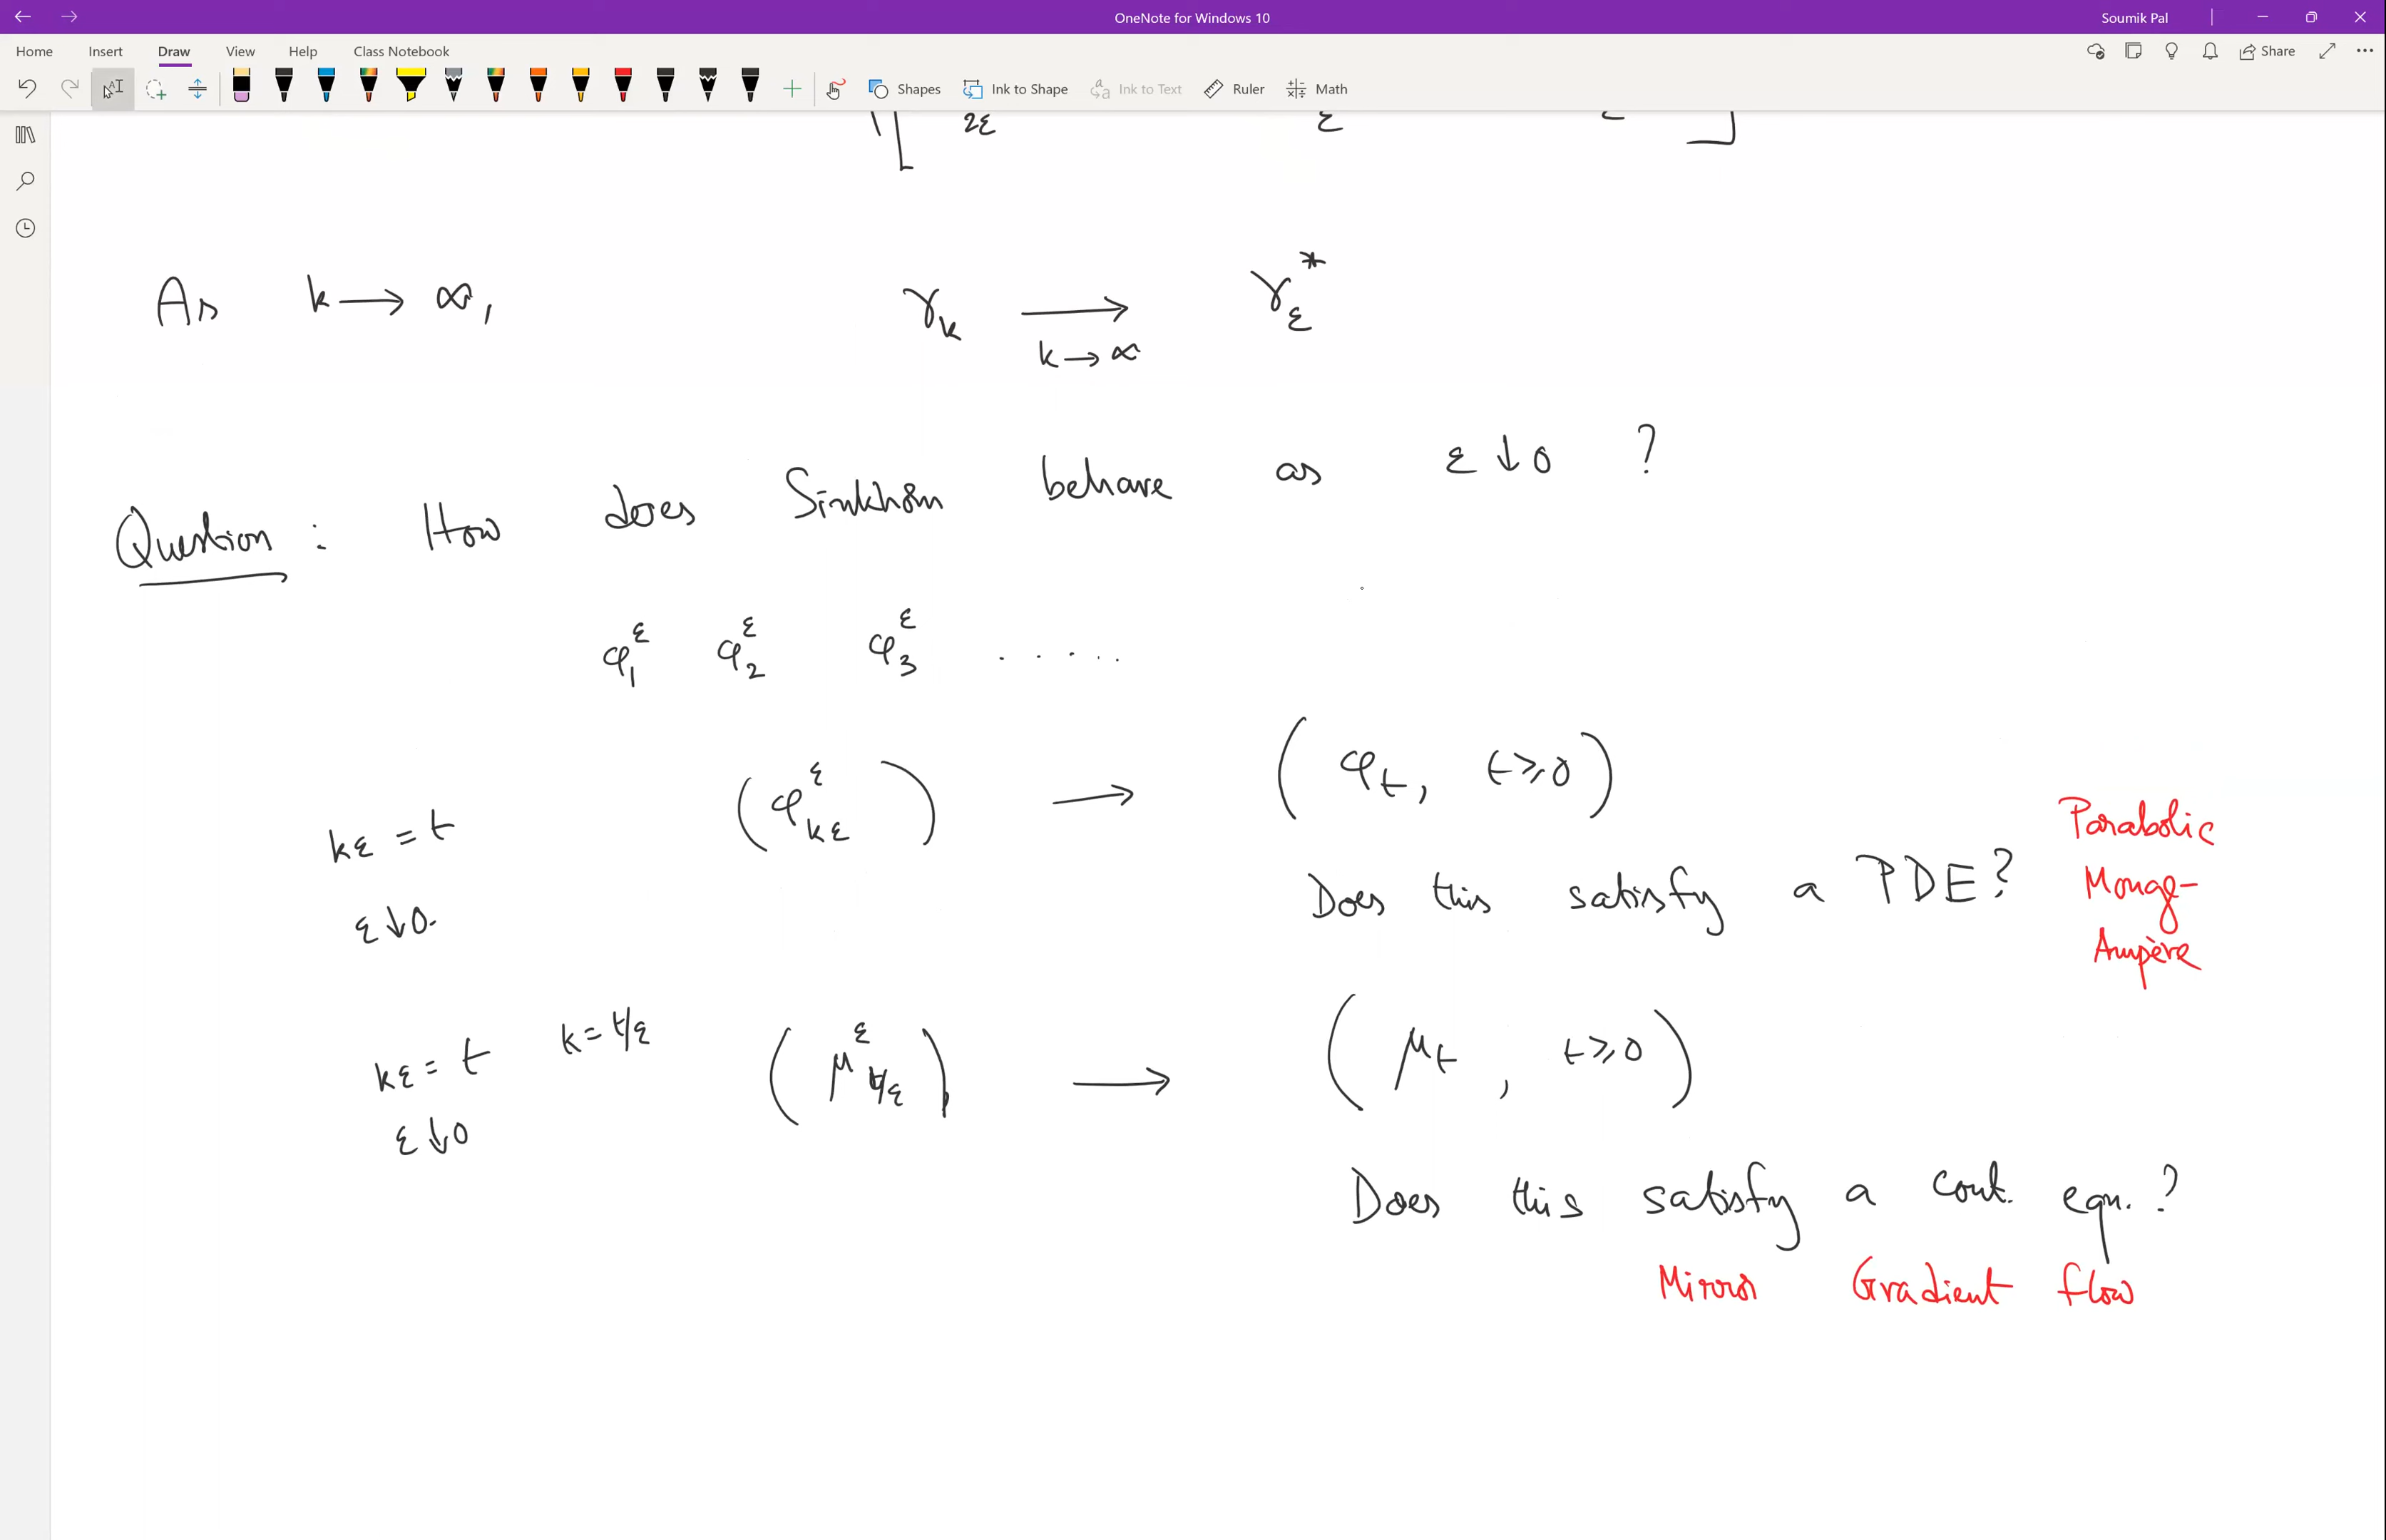 OneNote for Windows 10
Soumik Pal
Home Insert Draw View Help Class Notebook
Share
Shapes Ink to Shape Ink to Text Ruler Math
2ε ε ε
As k → ∞, γ_k → γ_ε^*
k → ∞
Question : How does Sinkhorn behave as ε ↓ 0 ?
φ_1^ε φ_2^ε φ_3^ε .....
kε = t (φ_{kε}^ε) → (φ_t, t ≥ 0)
ε ↓ 0.
Does this satisfy a PDE?
Parabolic
Monge-
Ampère
kε = t k = t/ε (μ_{t/ε}^ε) → (μ_t, t ≥ 0)
ε ↓ 0
Does this satisfy a cont. eqn.?
Mirror Gradient flow